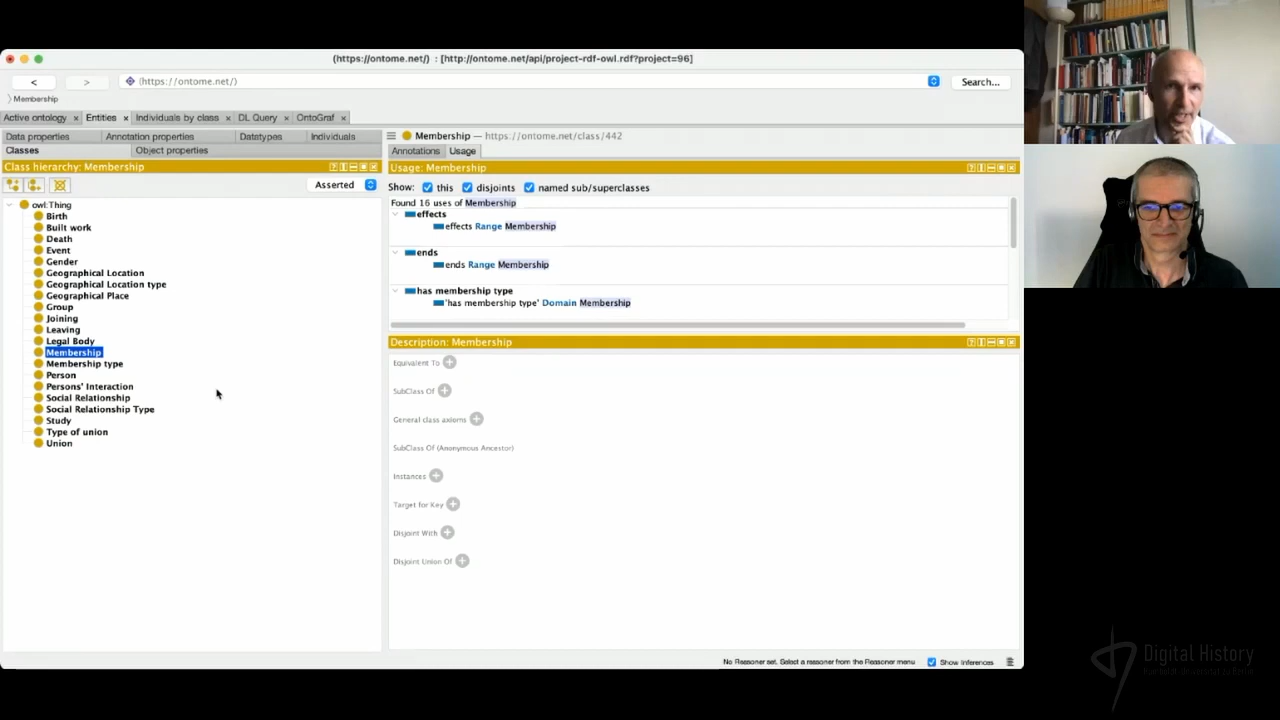 (https://ontome.net/) : [http://ontome.net/api/project-rdf-owl.rdf?project=96]
< > (https://ontome.net/) Search...
Membership
Active ontology × Entities × Individuals by class × DL Query × OntoGraf ×
Data properties Annotation properties Datatypes Individuals
Classes Object properties
Class hierarchy: Membership
Asserted
owl:Thing
Birth
Built work
Death
Event
Gender
Geographical Location
Geographical Location type
Geographical Place
Group
Joining
Leaving
Legal Body
Membership
Membership type
Person
Persons' Interaction
Social Relationship
Social Relationship Type
Study
Type of union
Union
Membership — https://ontome.net/class/442
Annotations Usage
Usage: Membership
Show: this disjoints named sub/superclasses
Found 16 uses of Membership
effects
effects Range Membership
ends
ends Range Membership
has membership type
'has membership type' Domain Membership
Description: Membership
Equivalent To
SubClass Of
General class axioms
SubClass Of (Anonymous Ancestor)
Instances
Target for Key
Disjoint With
Disjoint Union Of
No Reasoner set. Select a reasoner from the Reasoner menu Show Inferences
Digital History